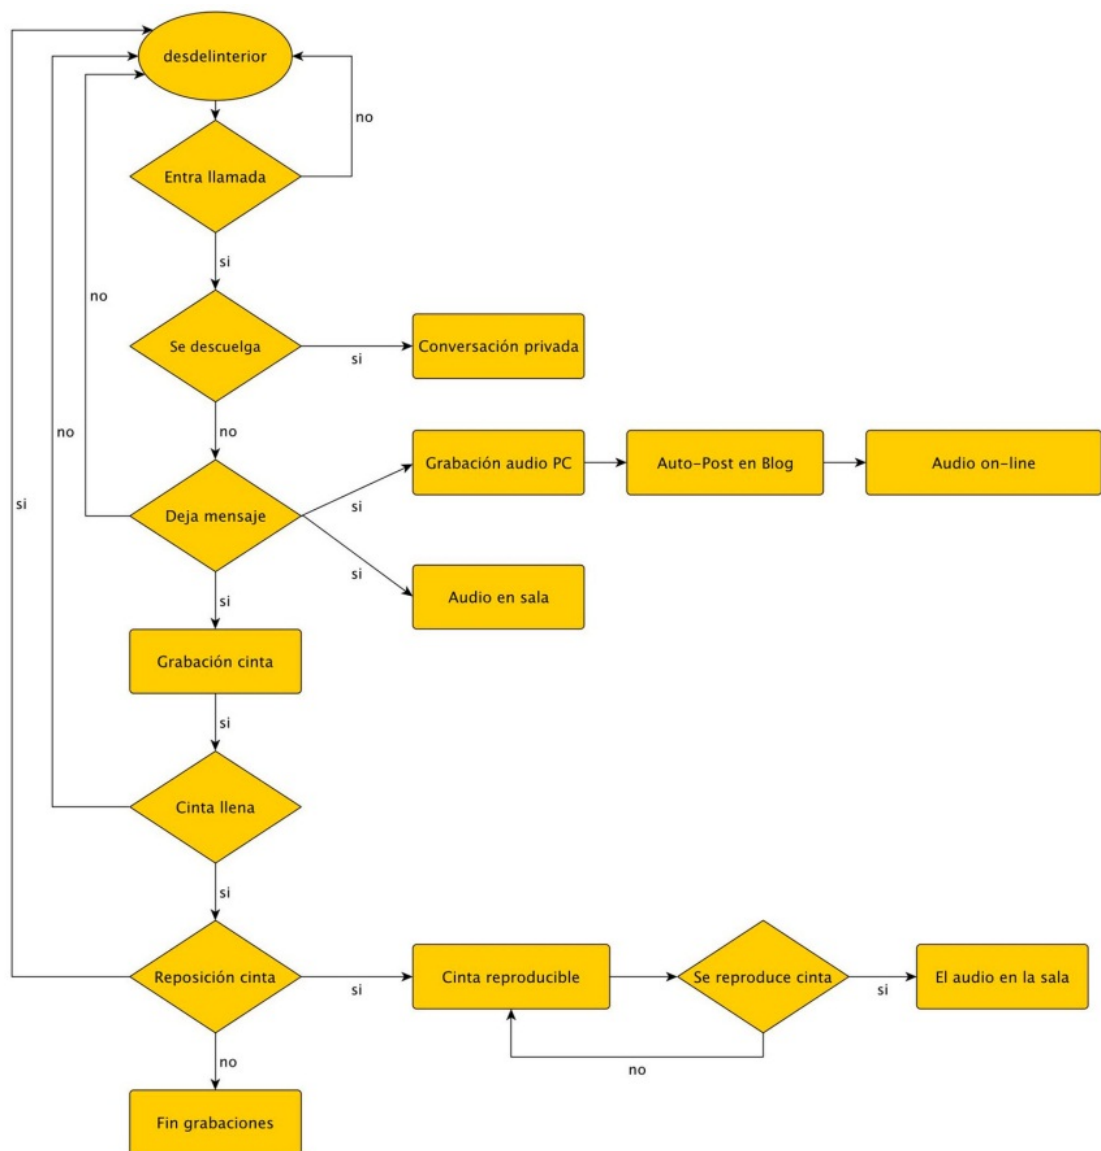 desdelinterior
no
Entra llamada
si
no
Se descuelga
si
Conversación privada
no
no
Grabación audio PC
Auto-Post en Blog
Audio on-line
si
si
Deja mensaje
si
Audio en sala
si
Grabación cinta
si
Cinta llena
si
Reposición cinta
si
Cinta reproducible
Se reproduce cinta
si
El audio en la sala
no
no
Fin grabaciones